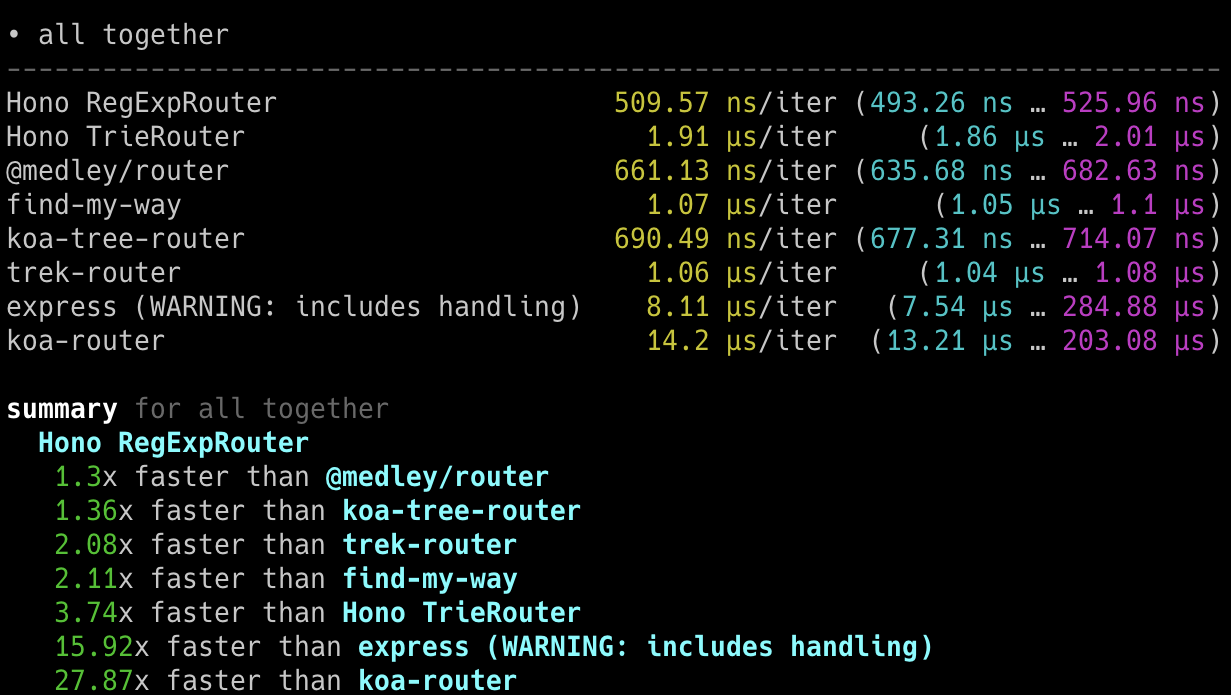 • all together
----------------------------------------------------------------------------
Hono RegExpRouter 509.57 ns/iter (493.26 ns … 525.96 ns)
Hono TrieRouter 1.91 µs/iter (1.86 µs … 2.01 µs)
@medley/router 661.13 ns/iter (635.68 ns … 682.63 ns)
find-my-way 1.07 µs/iter (1.05 µs … 1.1 µs)
koa-tree-router 690.49 ns/iter (677.31 ns … 714.07 ns)
trek-router 1.06 µs/iter (1.04 µs … 1.08 µs)
express (WARNING: includes handling) 8.11 µs/iter (7.54 µs … 284.88 µs)
koa-router 14.2 µs/iter (13.21 µs … 203.08 µs)
summary for all together
Hono RegExpRouter
1.3x faster than @medley/router
1.36x faster than koa-tree-router
2.08x faster than trek-router
2.11x faster than find-my-way
3.74x faster than Hono TrieRouter
15.92x faster than express (WARNING: includes handling)
27.87x faster than koa-router